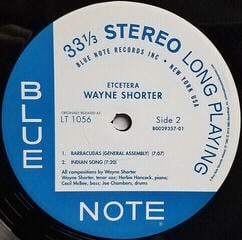 33 1/3 STEREO LONG PLAYING
BLUE NOTE RECORDS INC • NEW YORK USA
ETCETERA
WAYNE SHORTER
ORIGINALLY RELEASED AS
LT 1056
Side 2
B0029357-01
1. BARRACUDAS (GENERAL ASSEMBLY) (7:07)
2. INDIAN SONG (7:20)
All compositions by Wayne Shorter
Wayne Shorter, tenor sax; Herbie Hancock, piano
Cecil McBee, bass; Joe Chambers, drums
BLUE
NOTE ®